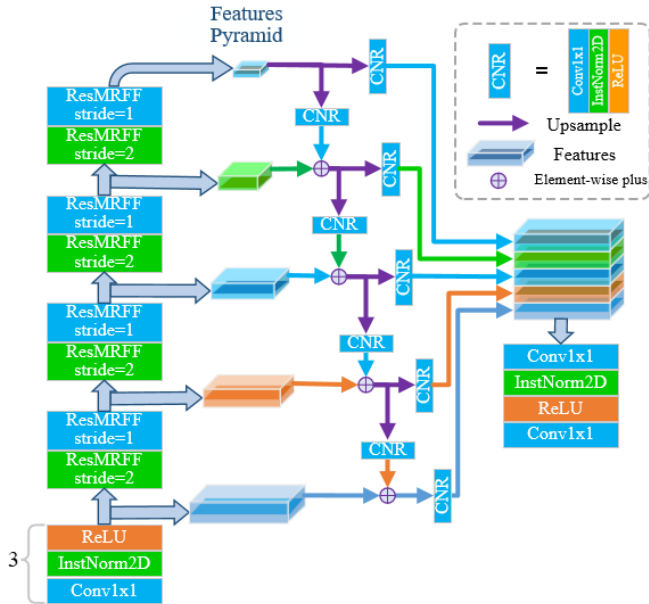 Features
Pyramid
ResMRFF
stride=1
ResMRFF
stride=2
ResMRFF
stride=1
ResMRFF
stride=2
ResMRFF
stride=1
ResMRFF
stride=2
ResMRFF
stride=1
ResMRFF
stride=2
3
ReLU
InstNorm2D
Conv1x1
CNR
CNR
CNR
CNR
CNR
CNR
CNR
CNR
CNR
CNR
=
Conv1x1
InstNorm2D
ReLU
Upsample
Features
Element-wise plus
Conv1x1
InstNorm2D
ReLU
Conv1x1